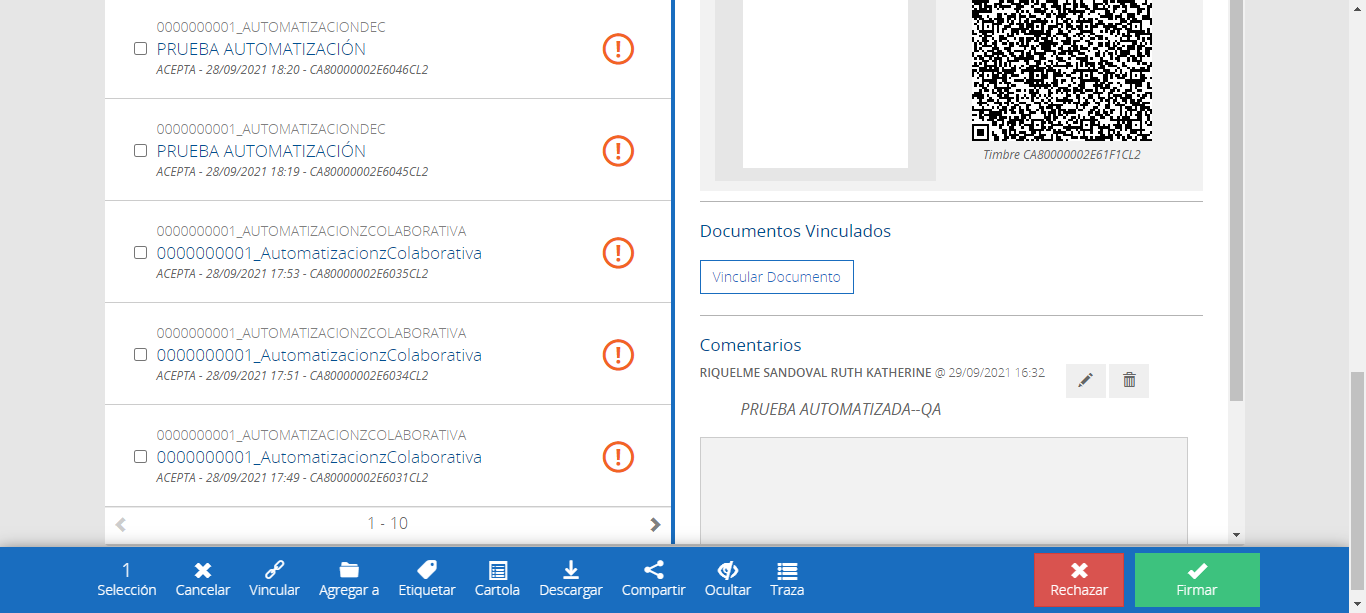 0000000001_AUTOMATIZACIONDEC
PRUEBA AUTOMATIZACIÓN
ACEPTA - 28/09/2021 18:20 - CA80000002E6046CL2
0000000001_AUTOMATIZACIONDEC
PRUEBA AUTOMATIZACIÓN
ACEPTA - 28/09/2021 18:19 - CA80000002E6045CL2
0000000001_AUTOMATIZACIONZCOLABORATIVA
0000000001_AutomatizacionzColaborativa
ACEPTA - 28/09/2021 17:53 - CA80000002E6035CL2
0000000001_AUTOMATIZACIONZCOLABORATIVA
0000000001_AutomatizacionzColaborativa
ACEPTA - 28/09/2021 17:51 - CA80000002E6034CL2
0000000001_AUTOMATIZACIONZCOLABORATIVA
0000000001_AutomatizacionzColaborativa
ACEPTA - 28/09/2021 17:49 - CA80000002E6031CL2
1 - 10
Timbre CA80000002E61F1CL2
Documentos Vinculados
Vincular Documento
Comentarios
RIQUELME SANDOVAL RUTH KATHERINE @ 29/09/2021 16:32
PRUEBA AUTOMATIZADA--QA
1
Selección
Cancelar
Vincular
Agregar a
Etiquetar
Cartola
Descargar
Compartir
Ocultar
Traza
Rechazar
Firmar